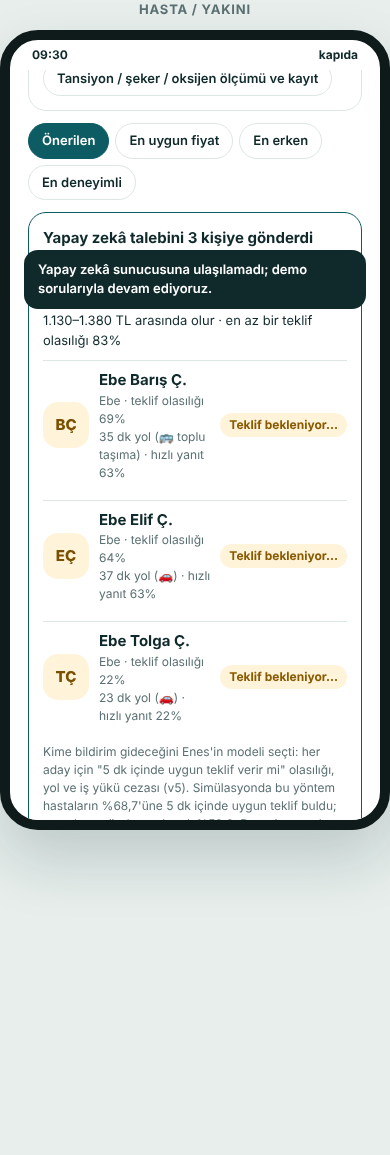 HASTA / YAKINI
09:30
kapıda
Tansiyon / şeker / oksijen ölçümü ve kayıt
Önerilen
En uygun fiyat
En erken
En deneyimli
Yapay zekâ talebini 3 kişiye gönderdi
Yapay zekâ sunucusuna ulaşılamadı; demo
sorularıyla devam ediyoruz.
1.130–1.380 TL arasında olur · en az bir teklif
olasılığı 83%
BÇ
Ebe Barış Ç.
Ebe · teklif olasılığı
69%
35 dk yol (🚌 toplu
taşıma) · hızlı yanıt
63%
Teklif bekleniyor…
EÇ
Ebe Elif Ç.
Ebe · teklif olasılığı
64%
37 dk yol (🚗) · hızlı
yanıt 63%
Teklif bekleniyor…
TÇ
Ebe Tolga Ç.
Ebe · teklif olasılığı
22%
23 dk yol (🚗) ·
hızlı yanıt 22%
Teklif bekleniyor…
Kime bildirim gideceğini Enes'in modeli seçti: her
aday için "5 dk içinde uygun teklif verir mi" olasılığı,
yol ve iş yükü cezası (v5). Simülasyonda bu yöntem
hastaların %68,7'üne 5 dk içinde uygun teklif buldu;